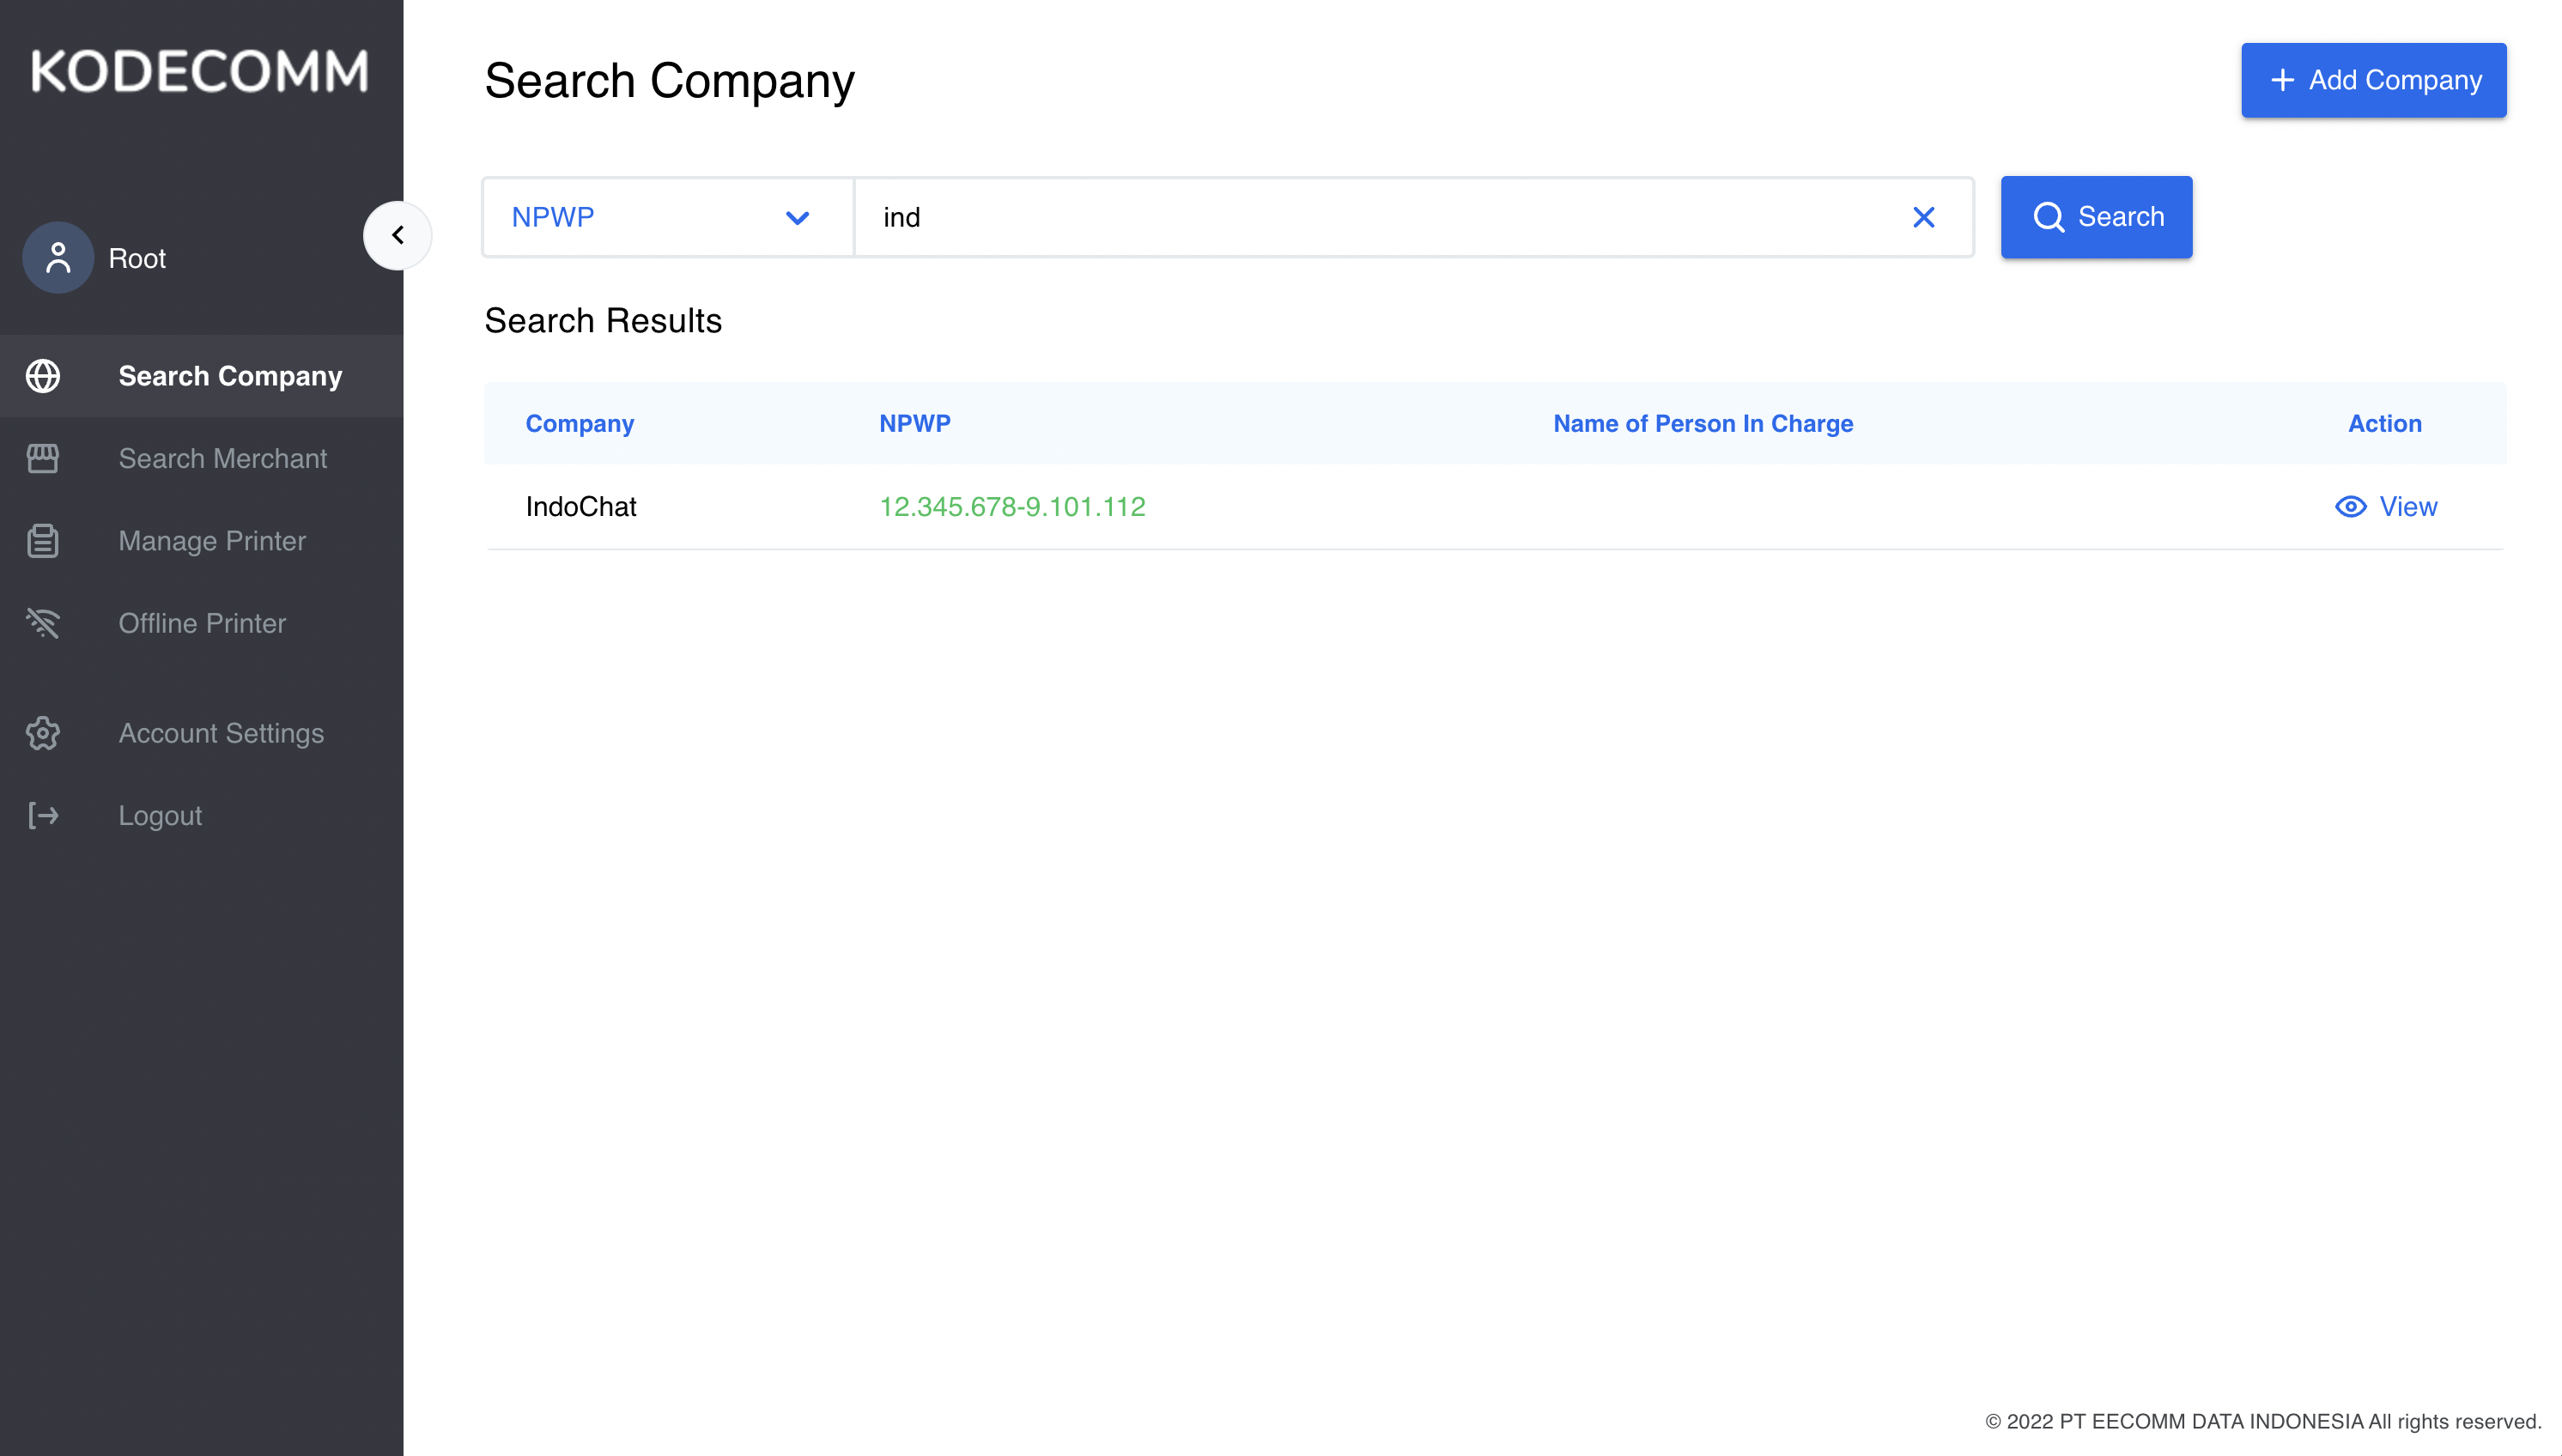 KODECOMM
Root
Search Company
Search Merchant
Manage Printer
Offline Printer
Account Settings
Logout
Search Company
Add Company
NPWP ind Search
Search Results
Company NPWP Name of Person In Charge Action
IndoChat 12.345.678-9.101.112 View
© 2022 PT EECOMM DATA INDONESIA All rights reserved.